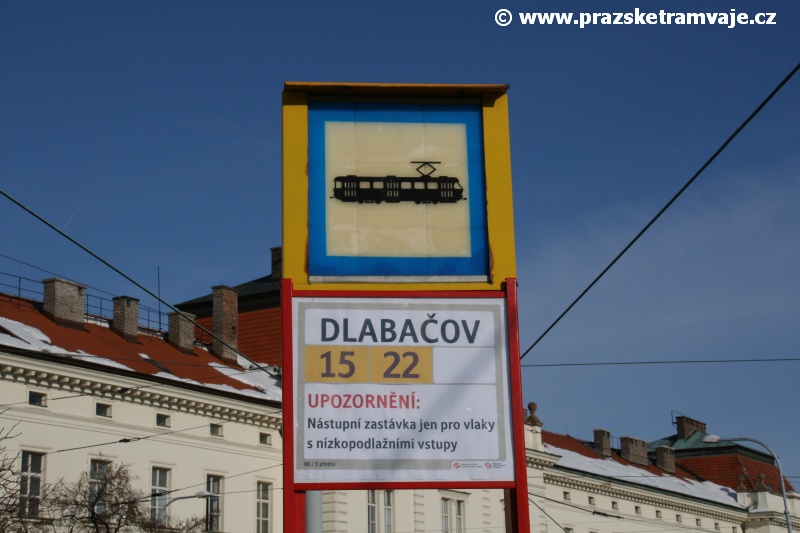 © www.prazsketramvaje.cz
DLABAČOV
15 22
UPOZORNĚNÍ:
Nástupní zastávka jen pro vlaky
s nízkopodlažními vstupy